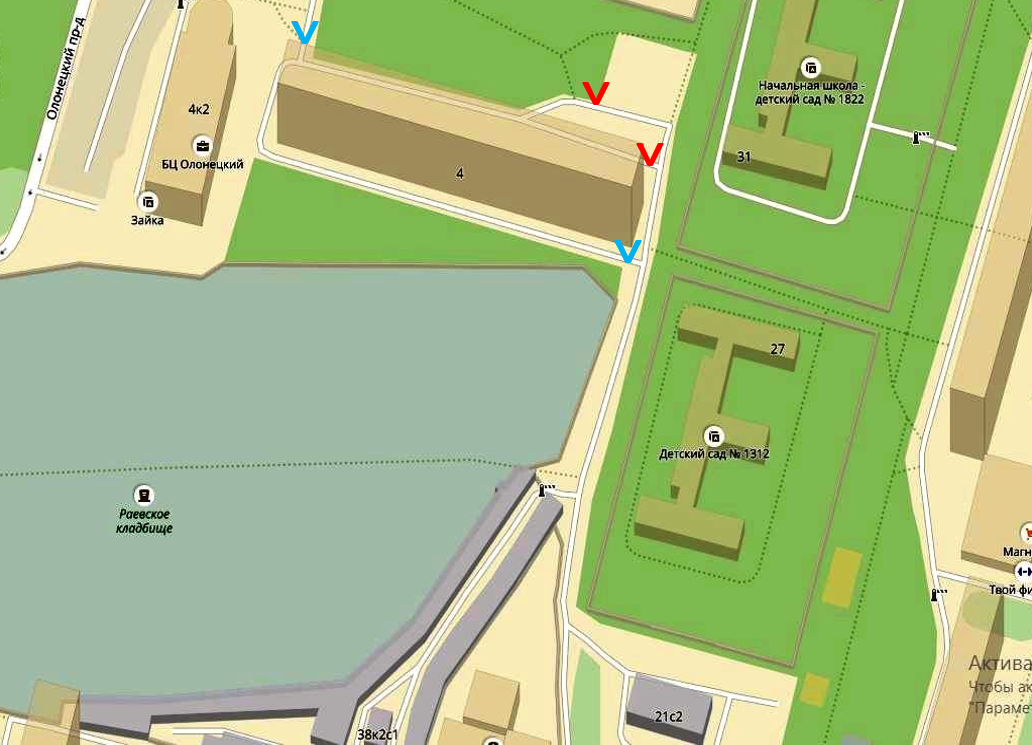 Олонецкий пр-д
4к2
БЦ Олонецкий
Зайка
4
V
V
V
V
Начальная школа -
детский сад № 1822
31
27
Детский сад № 1312
Раевское
кладбище
Магн
Твой фи
Актива
Чтобы ак
"Параме
21с2
38к2с1